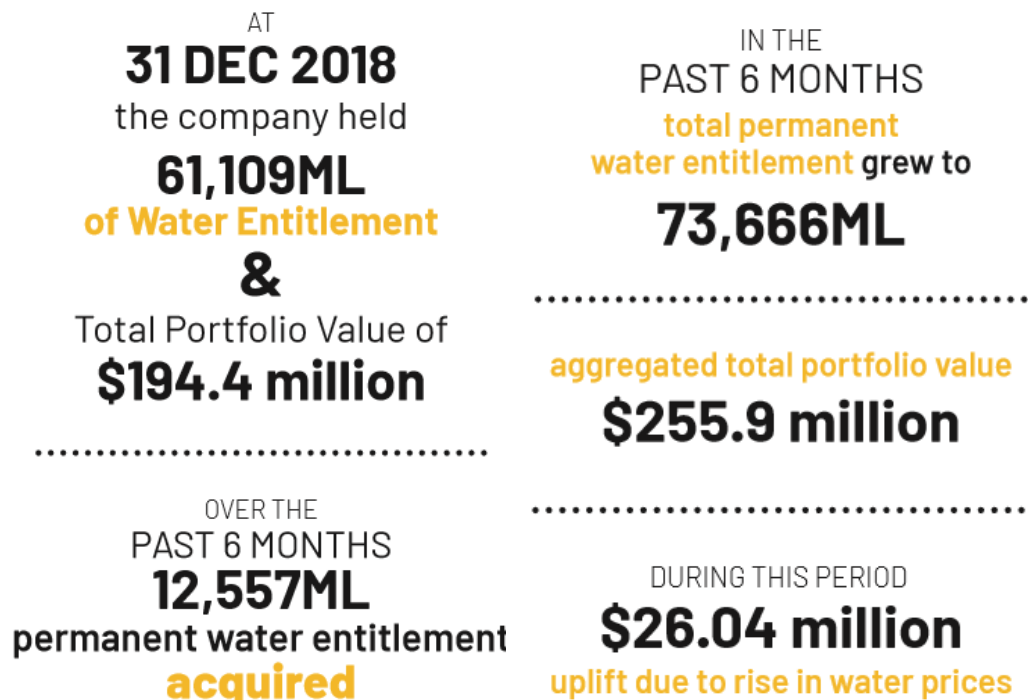 AT
31 DEC 2018
the company held
61,109ML
of Water Entitlement
&
Total Portfolio Value of
$194.4 million
OVER THE
PAST 6 MONTHS
12,557ML
permanent water entitlement
acquired
IN THE
PAST 6 MONTHS
total permanent
water entitlement grew to
73,666ML
aggregated total portfolio value
$255.9 million
DURING THIS PERIOD
$26.04 million
uplift due to rise in water prices